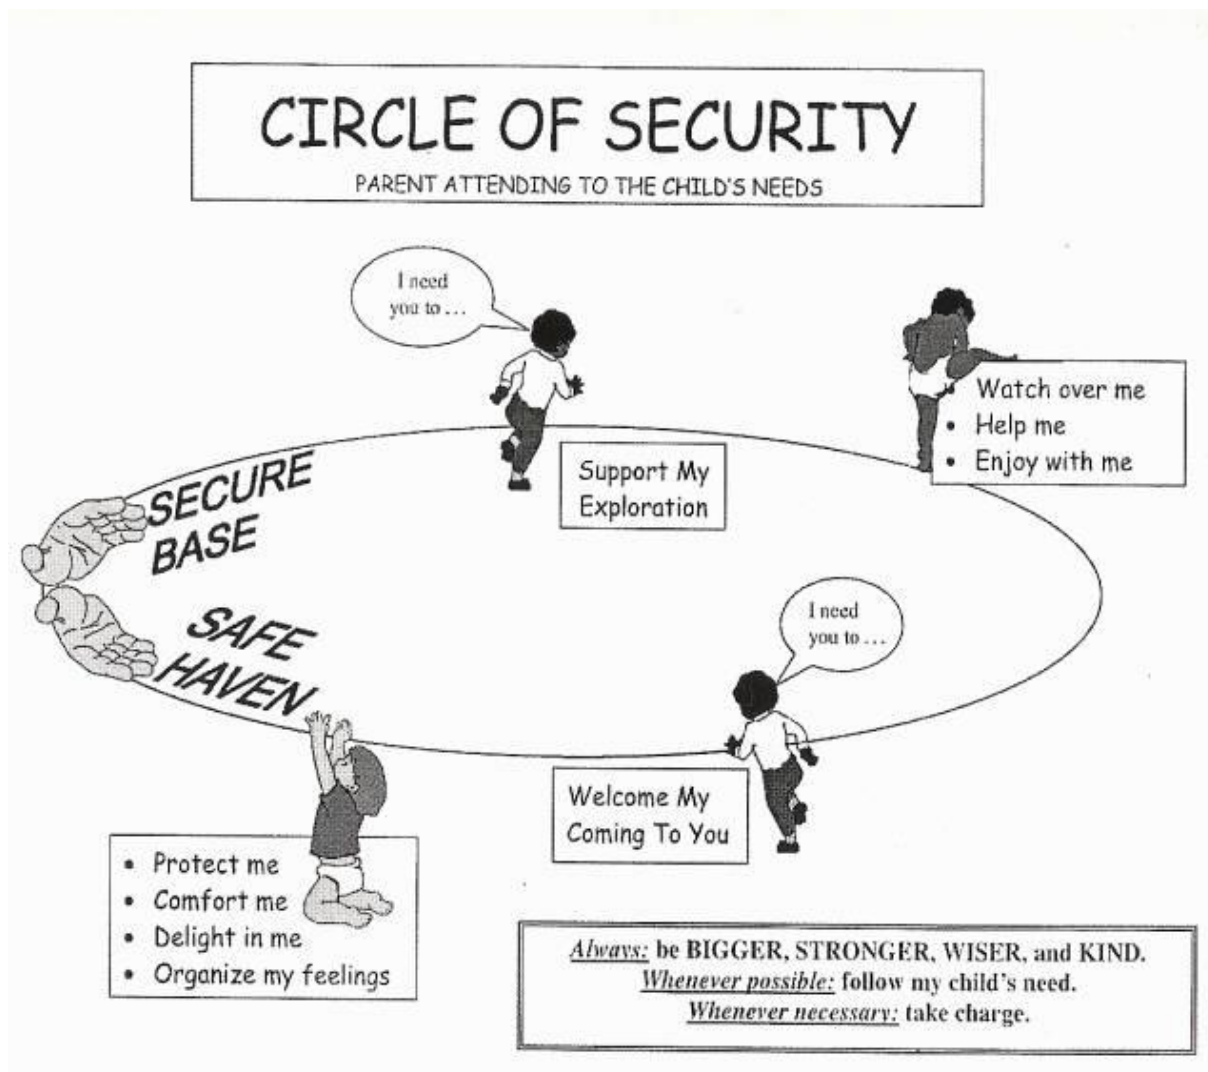 CIRCLE OF SECURITY
PARENT ATTENDING TO THE CHILD'S NEEDS
I need
you to ...
• Watch over me
• Help me
• Enjoy with me
Support My
Exploration
SECURE
BASE
SAFE
HAVEN
I need
you to ...
Welcome My
Coming To You
• Protect me
• Comfort me
• Delight in me
• Organize my feelings
Always: be BIGGER, STRONGER, WISER, and KIND.
Whenever possible: follow my child's need.
Whenever necessary: take charge.